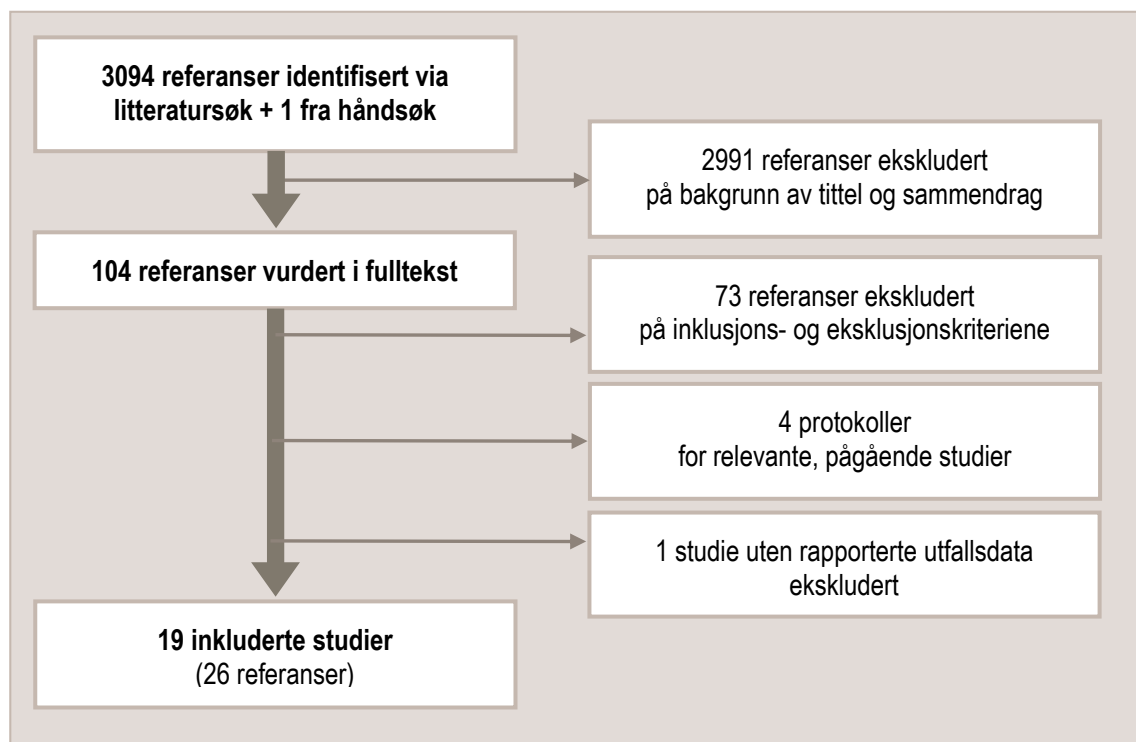 3094 referanser identifisert via
litteratursøk + 1 fra håndsøk
2991 referanser ekskludert
på bakgrunn av tittel og sammendrag
104 referanser vurdert i fulltekst
73 referanser ekskludert
på inklusjons- og eksklusjonskriteriene
4 protokoller
for relevante, pågående studier
1 studie uten rapporterte utfallsdata
ekskludert
19 inkluderte studier
(26 referanser)